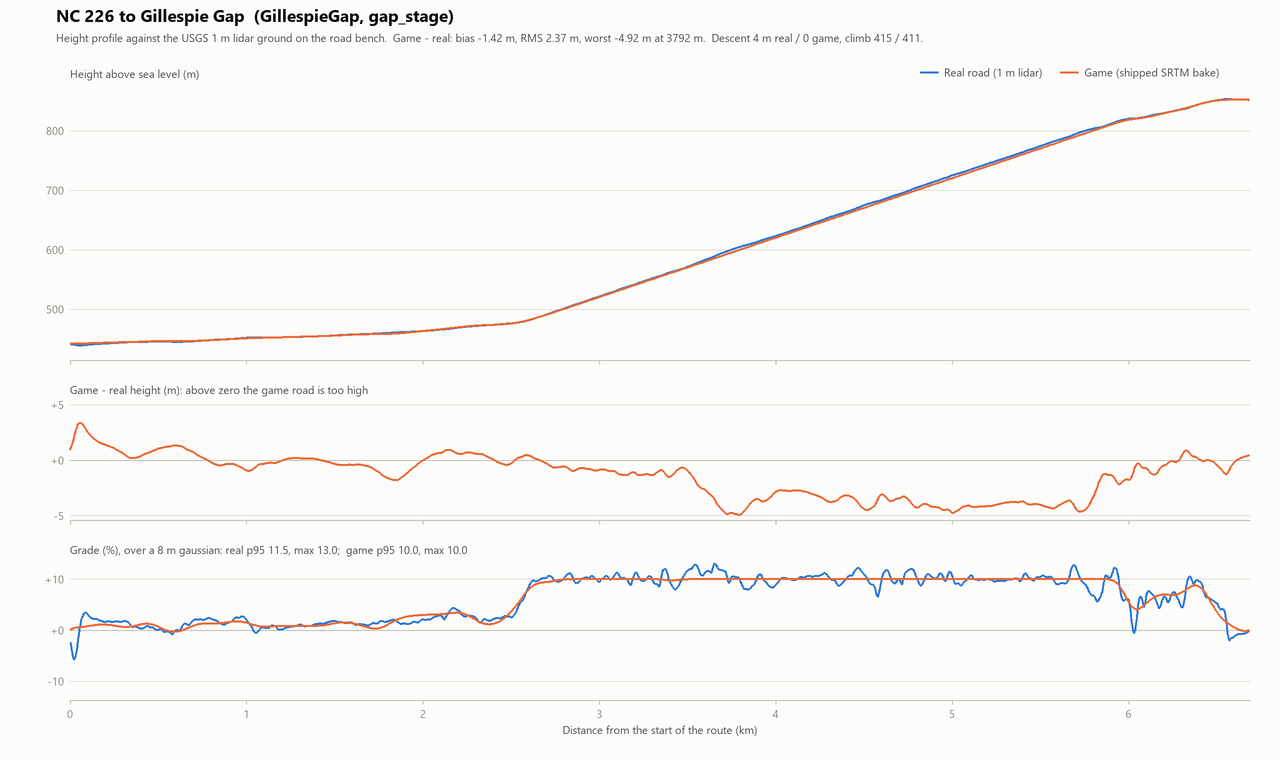 NC 226 to Gillespie Gap  (GillespieGap, gap_stage)
Height profile against the USGS 1 m lidar ground on the road bench.  Game - real: bias -1.42 m, RMS 2.37 m, worst -4.92 m at 3792 m.  Descent 4 m real / 0 game, climb 415 / 411.
Height above sea level (m)
Real road (1 m lidar)
Game (shipped SRTM bake)
800
700
600
500
Game - real height (m): above zero the game road is too high
+5
+0
-5
Grade (%), over a 8 m gaussian: real p95 11.5, max 13.0;  game p95 10.0, max 10.0
+10
+0
-10
0 1 2 3 4 5 6
Distance from the start of the route (km)